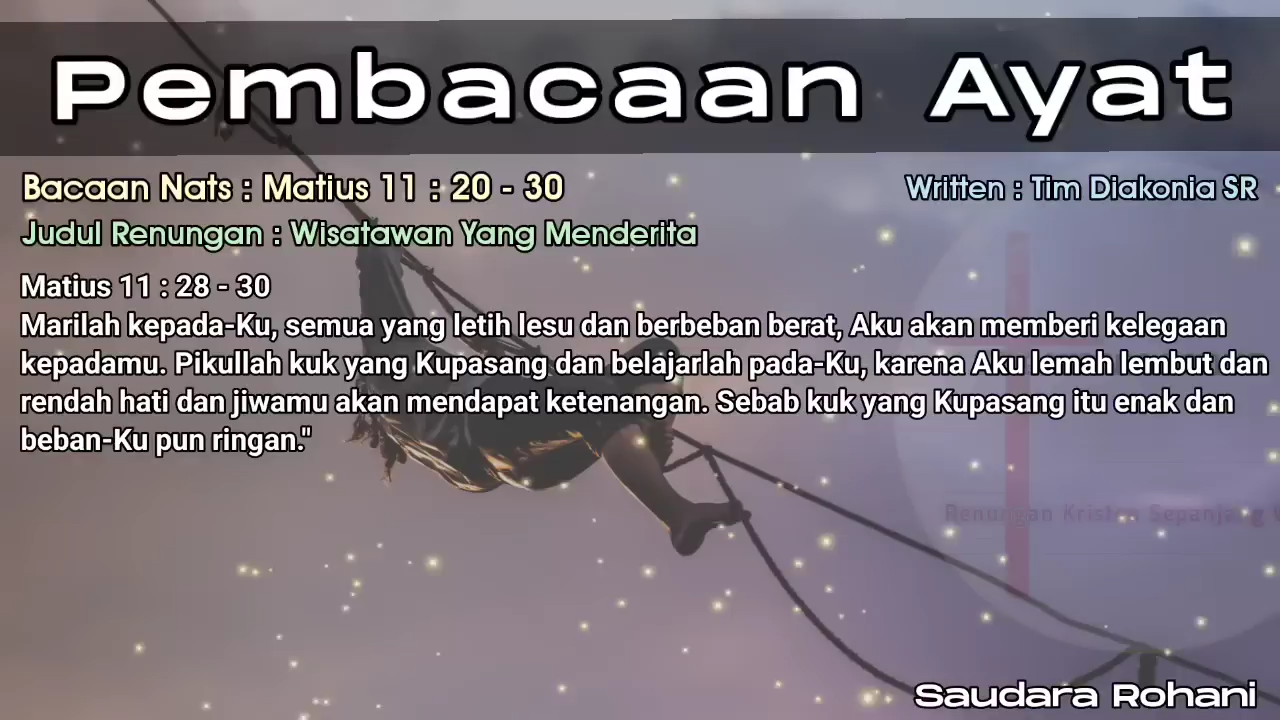 Pembacaan Ayat
Bacaan Nats : Matius 11 : 20 - 30
Written : Tim Diakonia SR
Judul Renungan : Wisatawan Yang Menderita
Matius 11 : 28 - 30
Marilah kepada-Ku, semua yang letih lesu dan berbeban berat, Aku akan memberi kelegaan
kepadamu. Pikullah kuk yang Kupasang dan belajarlah pada-Ku, karena Aku lemah lembut dan
rendah hati dan jiwamu akan mendapat ketenangan. Sebab kuk yang Kupasang itu enak dan
beban-Ku pun ringan."
Renungan Kristen Sepanjang
Saudara Rohani